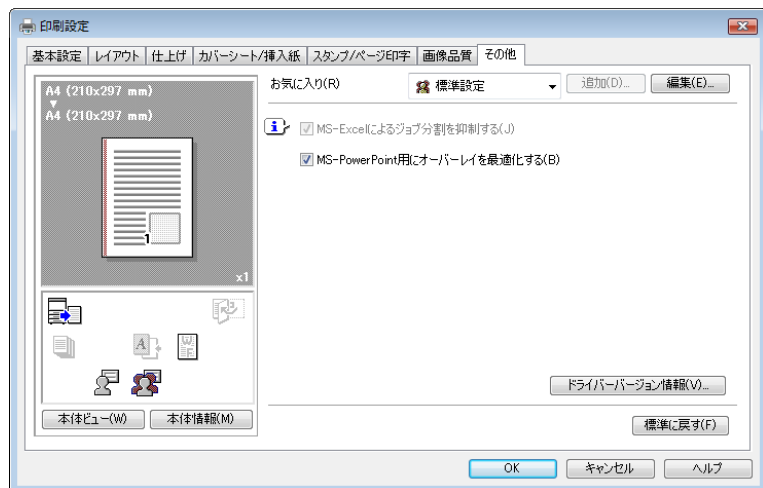 印刷設定
基本設定 レイアウト 仕上げ カバーシート/挿入紙 スタンプ/ページ印字 画像品質 その他
A4 (210x297 mm)
A4 (210x297 mm)
1
x1
本体ビュー(W) 本体情報(M)
お気に入り(R) 標準設定 追加(D)... 編集(E)...
MS-Excelによるジョブ分割を抑制する(J)
MS-PowerPoint用にオーバーレイを最適化する(B)
ドライバーバージョン情報(V)...
標準に戻す(F)
OK キャンセル ヘルプ